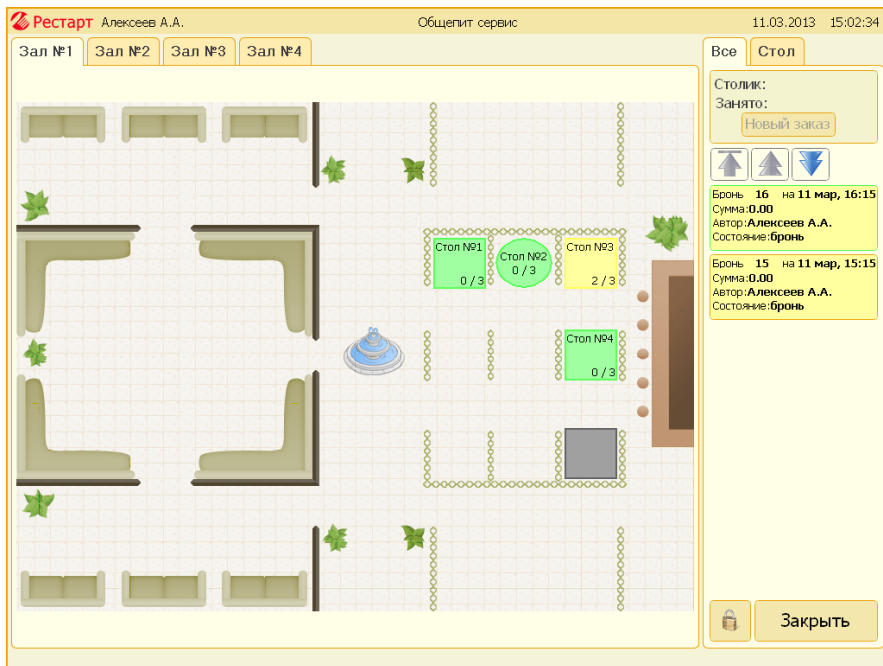 Рестарт Алексеев А.А. Общепит сервис 11.03.2013 15:02:34
Зал №1 Зал №2 Зал №3 Зал №4
Все Стол
Столик:
Занято:
Новый заказ
Бронь 16 на 11 мар, 16:15
Сумма:0.00
Автор:Алексеев А.А.
Состояние:бронь
Бронь 15 на 11 мар, 15:15
Сумма:0.00
Автор:Алексеев А.А.
Состояние:бронь
Стол №1
0 / 3
Стол №2
0 / 3
Стол №3
2 / 3
Стол №4
0 / 3
Закрыть